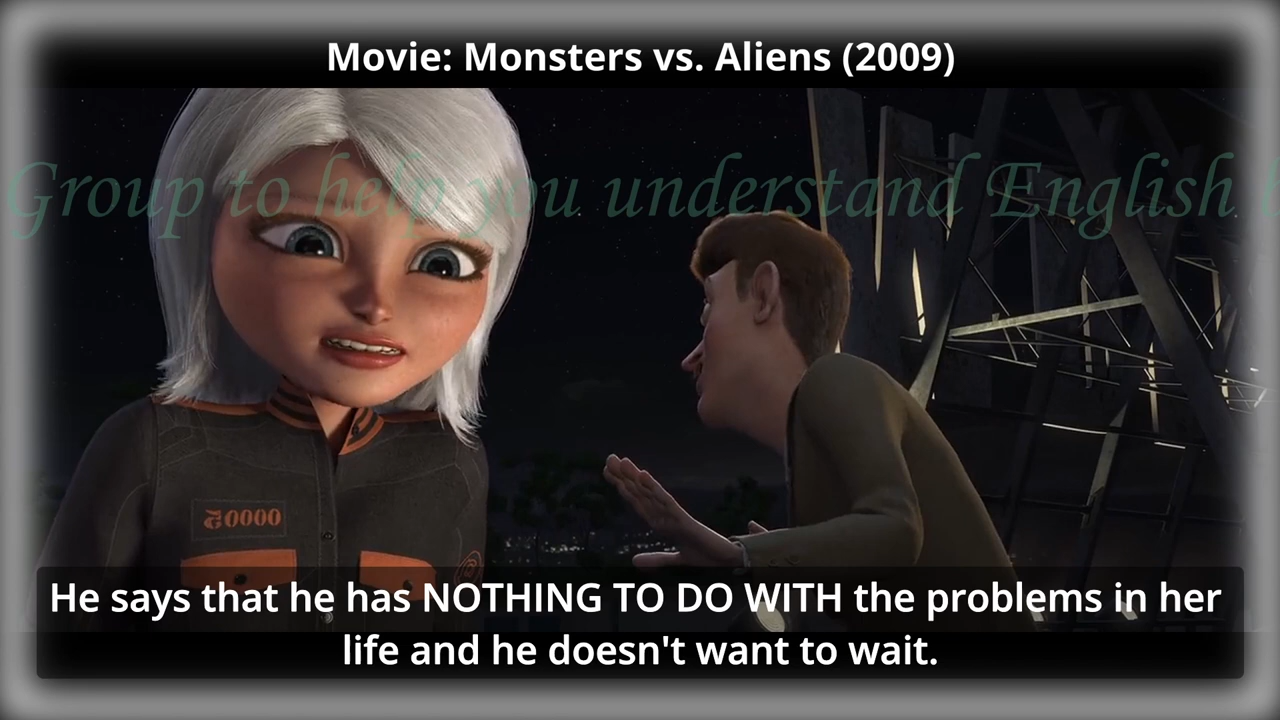 Movie: Monsters vs. Aliens (2009)
Group to help you understand English
50000
He says that he has NOTHING TO DO WITH the problems in her
life and he doesn't want to wait.